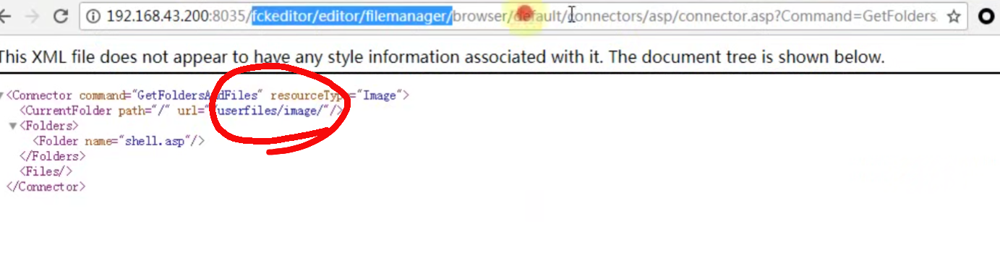 192.168.43.200:8035/fckeditor/editor/filemanager/browser/default/connectors/asp/connector.asp?Command=GetFolders
This XML file does not appear to have any style information associated with it. The document tree is shown below.
<Connector command="GetFoldersAndFiles" resourceType="Image">
<CurrentFolder path="/" url="/userfiles/image/"/>
<Folders>
<Folder name="shell.asp"/>
</Folders>
<Files/>
</Connector>